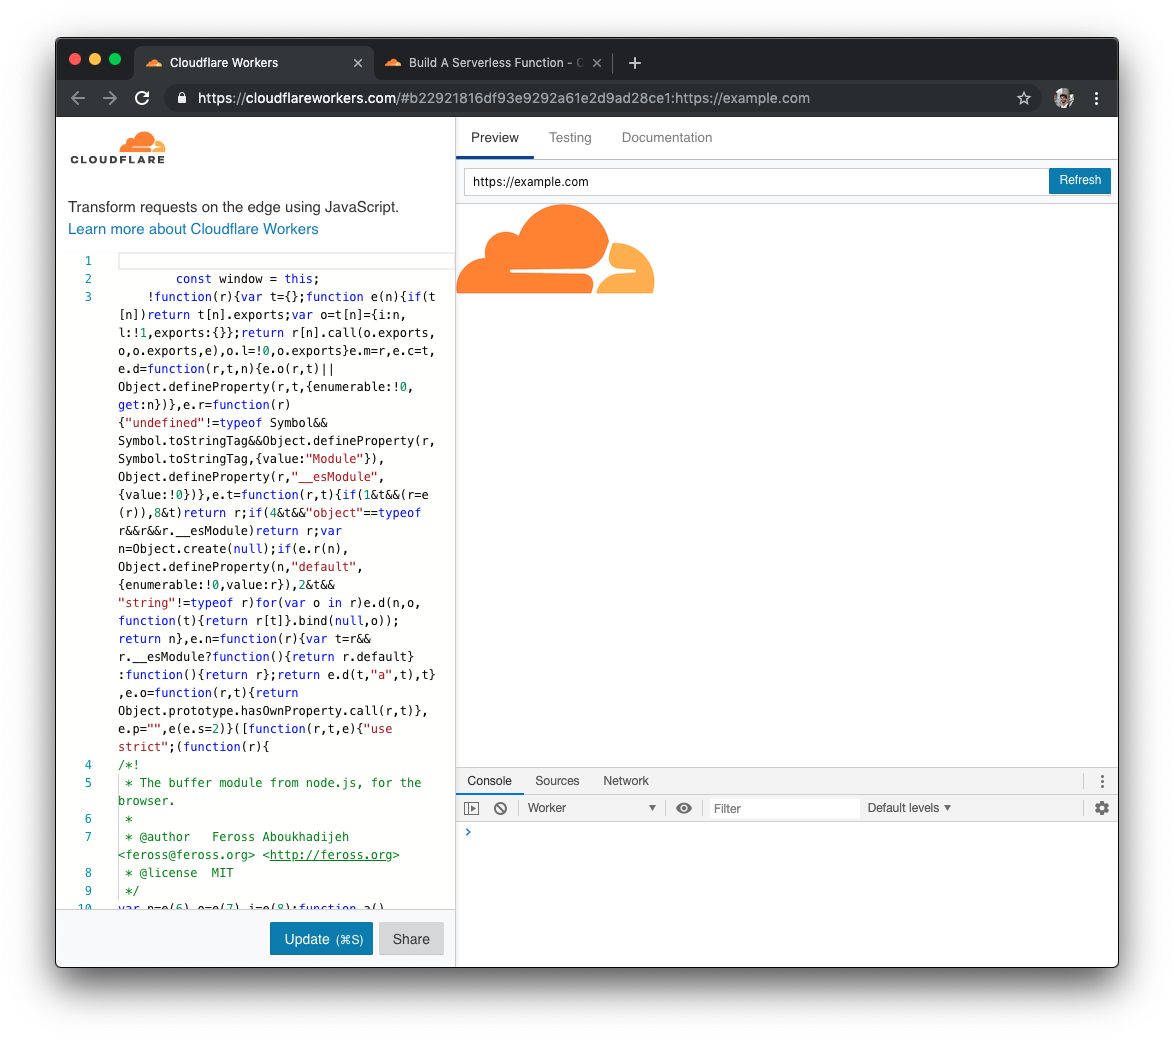 Cloudflare Workers
Build A Serverless Function - C
https://cloudflareworkers.com/#b22921816df93e9292a61e2d9ad28ce1:https://example.com
CLOUDFLARE
Transform requests on the edge using JavaScript.
Learn more about Cloudflare Workers
1
2 const window = this;
3 !function(r){var t={};function e(n){if(t
[n])return t[n].exports;var o=t[n]={i:n,
l:!1,exports:{}};return r[n].call(o.exports,
o,o.exports,e),o.l=!0,o.exports}e.m=r,e.c=t,
e.d=function(r,t,n){e.o(r,t)||
Object.defineProperty(r,t,{enumerable:!0,
get:n})},e.r=function(r)
{"undefined"!=typeof Symbol&&
Symbol.toStringTag&&Object.defineProperty(r,
Symbol.toStringTag,{value:"Module"}),
Object.defineProperty(r,"__esModule",
{value:!0})},e.t=function(r,t){if(1&t&&(r=e
(r)),8&t)return r;if(4&t&&"object"==typeof
r&&r&&r.__esModule)return r;var
n=Object.create(null);if(e.r(n),
Object.defineProperty(n,"default",
{enumerable:!0,value:r}),2&t&&
"string"!=typeof r)for(var o in r)e.d(n,o,
function(t){return r[t]}.bind(null,o));
return n},e.n=function(r){var t=r&&
r.__esModule?function(){return r.default}
:function(){return r};return e.d(t,"a",t),t}
,e.o=function(r,t){return
Object.prototype.hasOwnProperty.call(r,t)},
e.p="",e(e.s=2)}([function(r,t,e){"use
strict";(function(r){
4 /*!
5 * The buffer module from node.js, for the
browser.
6 *
7 * @author   Feross Aboukhadijeh
<feross@feross.org> <http://feross.org>
8 * @license  MIT
9 */
10 var n=e(6),o=e(7),i=e(8);function a()
Update (⌘S)
Share
Preview
Testing
Documentation
https://example.com
Refresh
Console
Sources
Network
Worker
Filter
Default levels